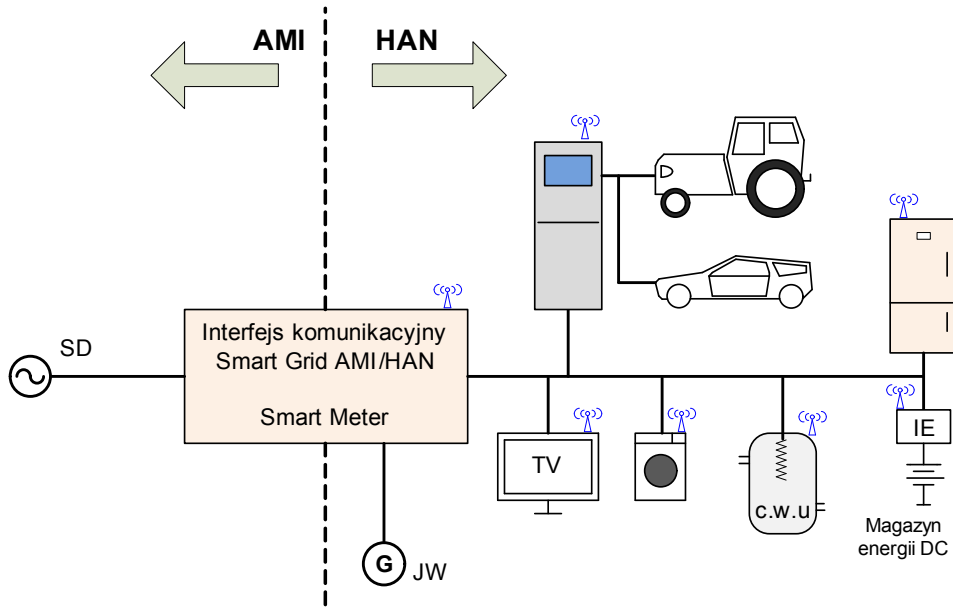 AMI HAN
SD
Interfejs komunikacyjny
Smart Grid AMI/HAN
Smart Meter
TV
c.w.u
IE
Magazyn
energii DC
G
JW